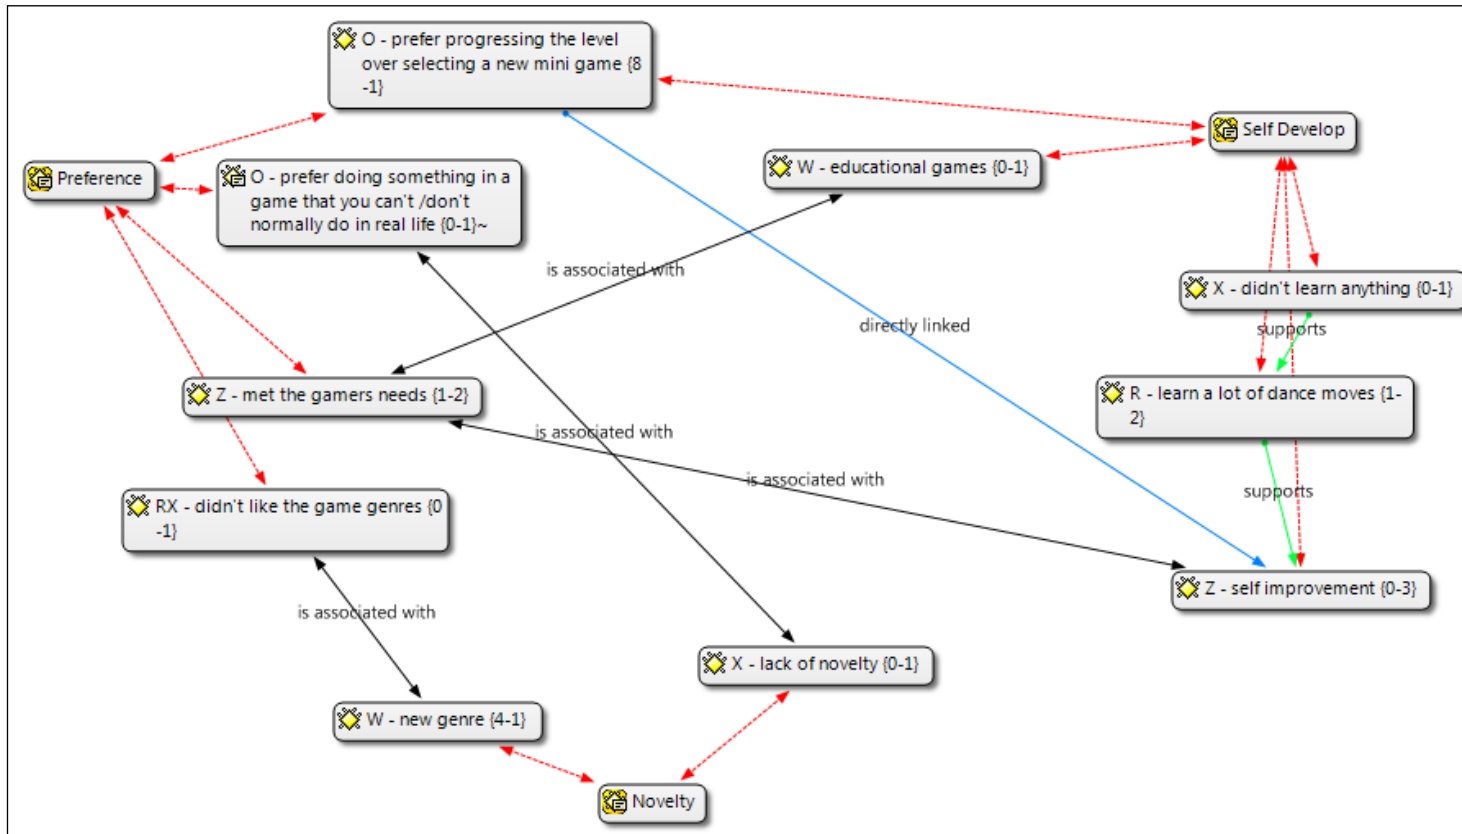 O - prefer progressing the level
over selecting a new mini game {8
-1}
Self Develop
W - educational games {0-1}
Preference
O - prefer doing something in a
game that you can't /don't
normally do in real life {0-1}~
is associated with
X - didn't learn anything {0-1}
directly linked
supports
Z - met the gamers needs {1-2}
R - learn a lot of dance moves {1-
2}
is associated with
is associated with
supports
RX - didn't like the game genres {0
-1}
Z - self improvement {0-3}
is associated with
X - lack of novelty {0-1}
W - new genre {4-1}
Novelty